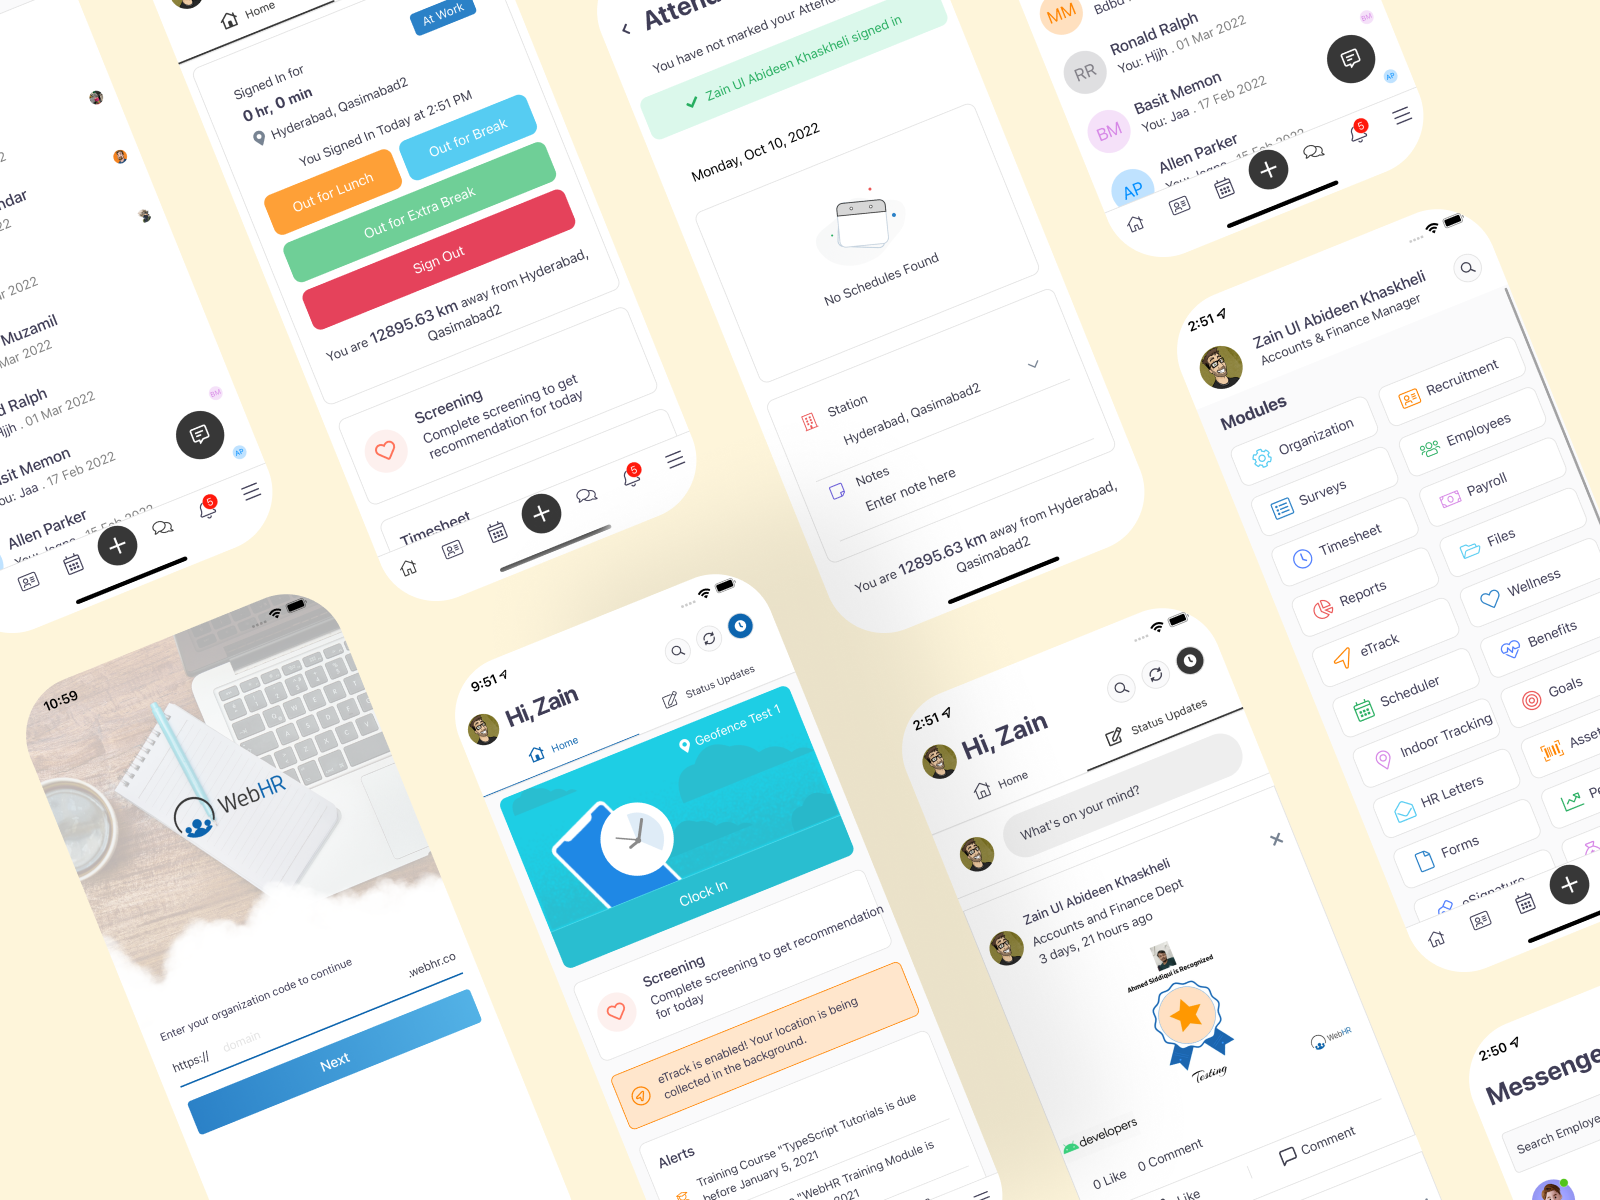 ndar
Muzamil
Mar 2022
d Ralph
Hjjh . 01 Mar 2022
BM
Basit Memon
ou: Jaa . 17 Feb 2022
AP
Allen Parker
5
Home
At Work
Signed In for
0 hr, 0 min
Hyderabad, Qasimabad2
You Signed In Today at 2:51 PM
Out for Lunch
Out for Break
Out for Extra Break
Sign Out
You are 12895.63 km away from Hyderabad,
Qasimabad2
Screening
Complete screening to get
recommendation for today
Timesheet
5
You have not marked your Attend
Zain Ul Abideen Khaskheli signed in
Monday, Oct 10, 2022
No Schedules Found
Station
Hyderabad, Qasimabad2
Notes
Enter note here
You are 12895.63 km away from Hyderabad,
Qasimabad2
MM
RR
Ronald Ralph
You: Hjjh . 01 Mar 2022
BM
BM
Basit Memon
You: Jaa . 17 Feb 2022
AP
AP
Allen Parker
5
2:51
Zain Ul Abideen Khaskheli
Accounts & Finance Manager
Modules
Organization
Recruitment
Surveys
Employees
Timesheet
Payroll
Reports
Files
eTrack
Wellness
Scheduler
Benefits
Indoor Tracking
Goals
HR Letters
Asset
Forms
Pe
eSignature
10:59
WebHR
Enter your organization code to continue
https://
domain
.webhr.co
Next
9:51
Hi, Zain
Home
Status Updates
Geofence Test 1
Clock In
Screening
Complete screening to get recommendation
for today
eTrack is enabled! Your location is being
collected in the background.
Alerts
Training Course "TypeScript Tutorials is due
before January 5, 2021
"WebHR Training Module is
2021
2:51
Hi, Zain
Home
Status Updates
What's on your mind?
Zain Ul Abideen Khaskheli
Accounts and Finance Dept
3 days, 21 hours ago
Ahmed Siddiqui is Recognized
Testing
WebHR
developers
0 Like 0 Comment
Like
Comment
2:50
Messenge
Search Employe